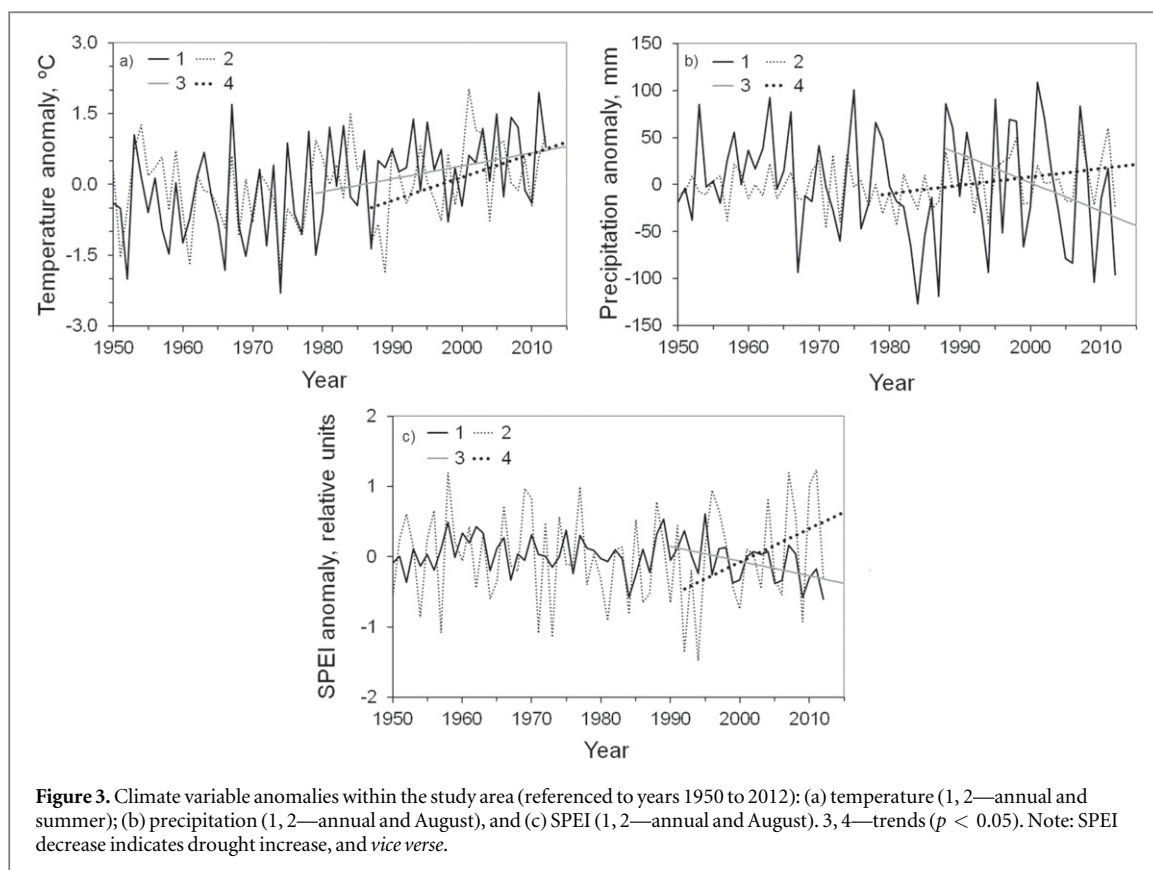 a) 1 2
3 4
Temperature anomaly, ºC
3.0
1.5
0.0
-1.5
-3.0
1950 1960 1970 1980 1990 2000 2010
Year
b) 1 2
3 4
Precipitation anomaly, mm
150
100
50
0
-50
-100
-150
1950 1960 1970 1980 1990 2000 2010
Year
c) 1 2
3 4
SPEI anomaly, relative units
2
1
0
-1
-2
1950 1960 1970 1980 1990 2000 2010
Year
Figure 3. Climate variable anomalies within the study area (referenced to years 1950 to 2012): (a) temperature (1, 2—annual and
summer); (b) precipitation (1, 2—annual and August), and (c) SPEI (1, 2—annual and August). 3, 4—trends (p < 0.05). Note: SPEI
decrease indicates drought increase, and vice verse.